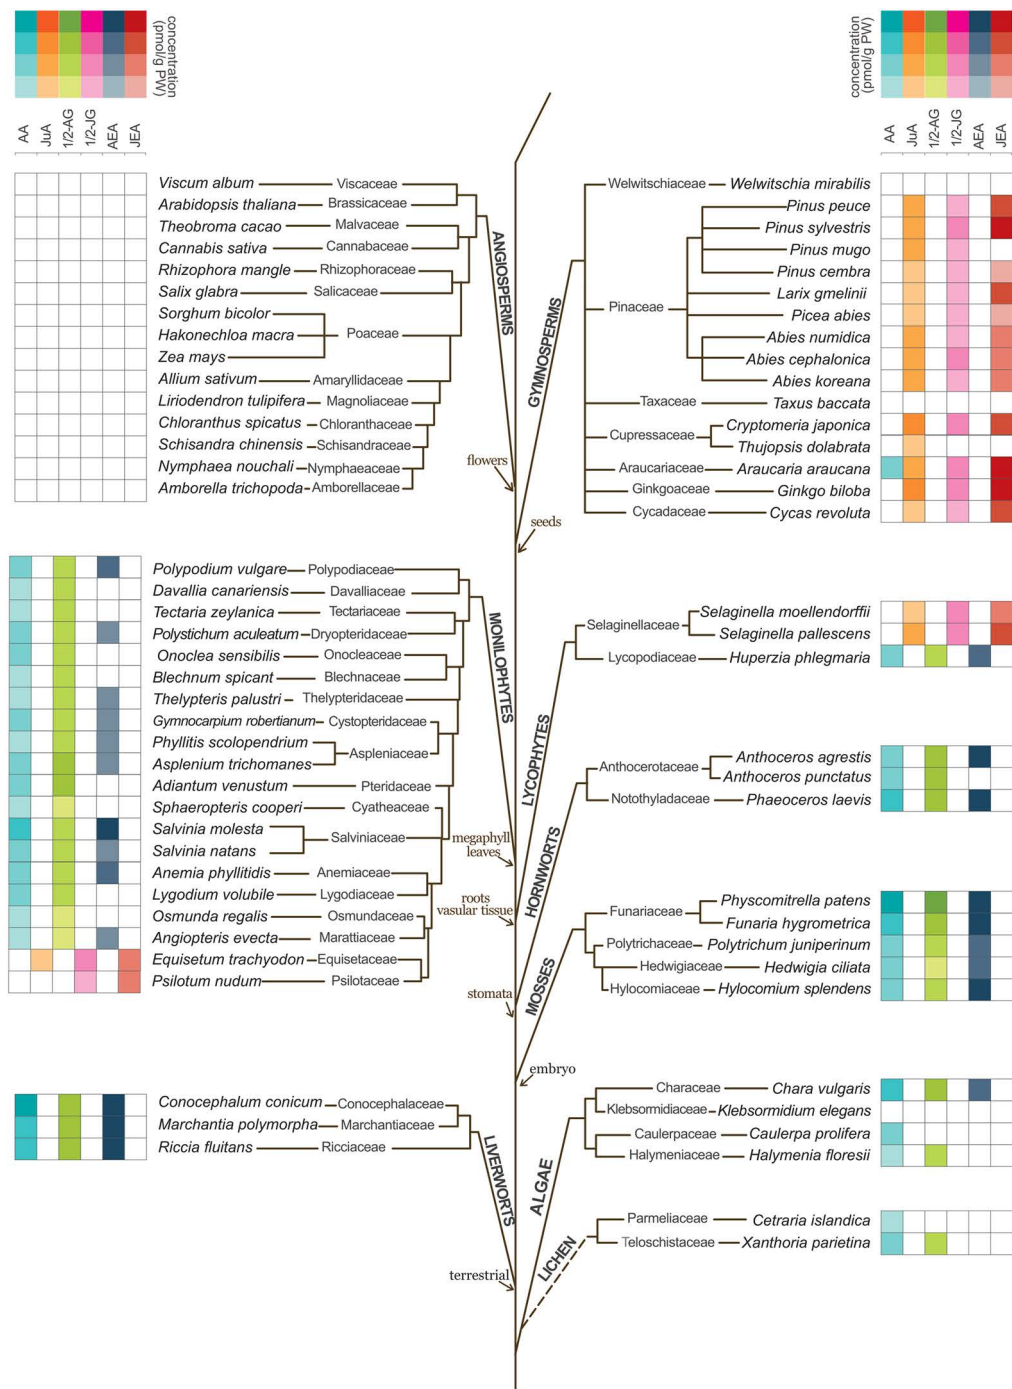 concentration
(pmol/g PW)
AA
JuA
1/2-AG
1/2-JG
AEA
JEA
concentration
(pmol/g PW)
AA
JuA
1/2-AG
1/2-JG
AEA
JEA
Viscum album Viscaceae
Arabidopsis thaliana Brassicaceae
Theobroma cacao Malvaceae
Cannabis sativa Cannabaceae
Rhizophora mangle Rhizophoraceae
Salix glabra Salicaceae
Sorghum bicolor
Hakonechloa macra Poaceae
Zea mays
Allium sativum Amaryllidaceae
Liriodendron tulipifera Magnoliaceae
Chloranthus spicatus Chloranthaceae
Schisandra chinensis Schisandraceae
Nymphaea nouchali Nymphaeaceae
Amborella trichopoda Amborellaceae
ANGIOSPERMS
flowers
GYMNOSPERMS
seeds
Welwitschiaceae Welwitschia mirabilis
Pinus peuce
Pinus sylvestris
Pinus mugo
Pinus cembra
Larix gmelinii
Pinaceae
Picea abies
Abies numidica
Abies cephalonica
Abies koreana
Taxaceae Taxus baccata
Cryptomeria japonica
Cupressaceae
Thujopsis dolabrata
Araucariaceae Araucaria araucana
Ginkgoaceae Ginkgo biloba
Cycadaceae Cycas revoluta
Polypodium vulgare Polypodiaceae
Davallia canariensis Davalliaceae
Tectaria zeylanica Tectariaceae
Polystichum aculeatum Dryopteridaceae
Onoclea sensibilis Onocleaceae
Blechnum spicant Blechnaceae
Thelypteris palustri Thelypteridaceae
Gymnocarpium robertianum Cystopteridaceae
Phyllitis scolopendrium
Aspleniaceae
Asplenium trichomanes
Adiantum venustum Pteridaceae
Sphaeropteris cooperi Cyatheaceae
Salvinia molesta
Salviniaceae
Salvinia natans
Anemia phyllitidis Anemiaceae
Lygodium volubile Lygodiaceae
Osmunda regalis Osmundaceae
Angiopteris evecta Marattiaceae
Equisetum trachyodon Equisetaceae
Psilotum nudum Psilotaceae
MONILOPHYTES
megaphyll
leaves
roots
vasular tissue
stomata
LYCOPHYTES
Selaginella moellendorffii
Selaginellaceae
Selaginella pallescens
Lycopodiaceae Huperzia phlegmaria
HORNWORTS
Anthoceros agrestis
Anthocerotaceae
Anthoceros punctatus
Notothyladaceae Phaeoceros laevis
MOSSES
Physcomitrella patens
Funariaceae
Funaria hygrometrica
Polytrichaceae Polytrichum juniperinum
Hedwigiaceae Hedwigia ciliata
Hylocomiaceae Hylocomium splendens
embryo
Conocephalum conicum Conocephalaceae
Marchantia polymorpha Marchantiaceae
Riccia fluitans Ricciaceae
LIVERWORTS
terrestrial
ALGAE
Characeae Chara vulgaris
Klebsormidiaceae Klebsormidium elegans
Caulerpaceae Caulerpa prolifera
Halymeniaceae Halymenia floresii
LICHEN
Parmeliaceae Cetraria islandica
Teloschistaceae Xanthoria parietina